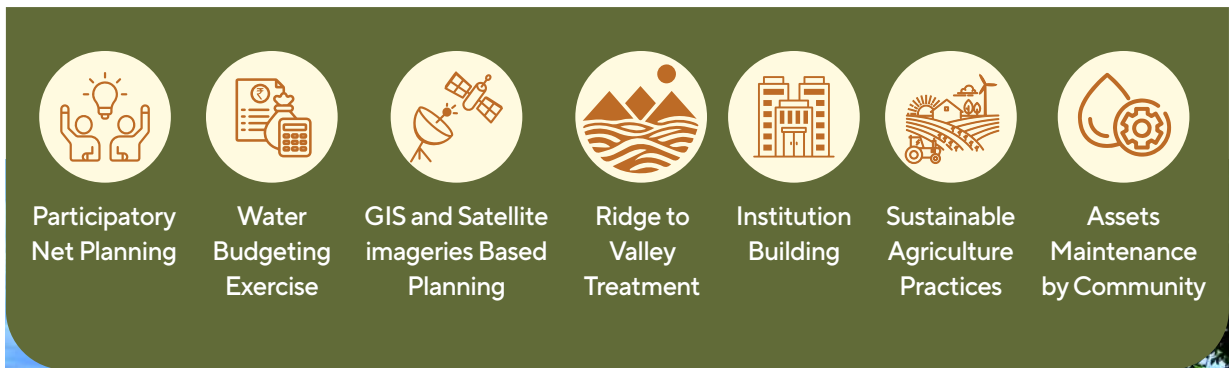 ₹
Participatory
Net Planning
Water
Budgeting
Exercise
GIS and Satellite
imageries Based
Planning
Ridge to
Valley
Treatment
Institution
Building
Sustainable
Agriculture
Practices
Assets
Maintenance
by Community